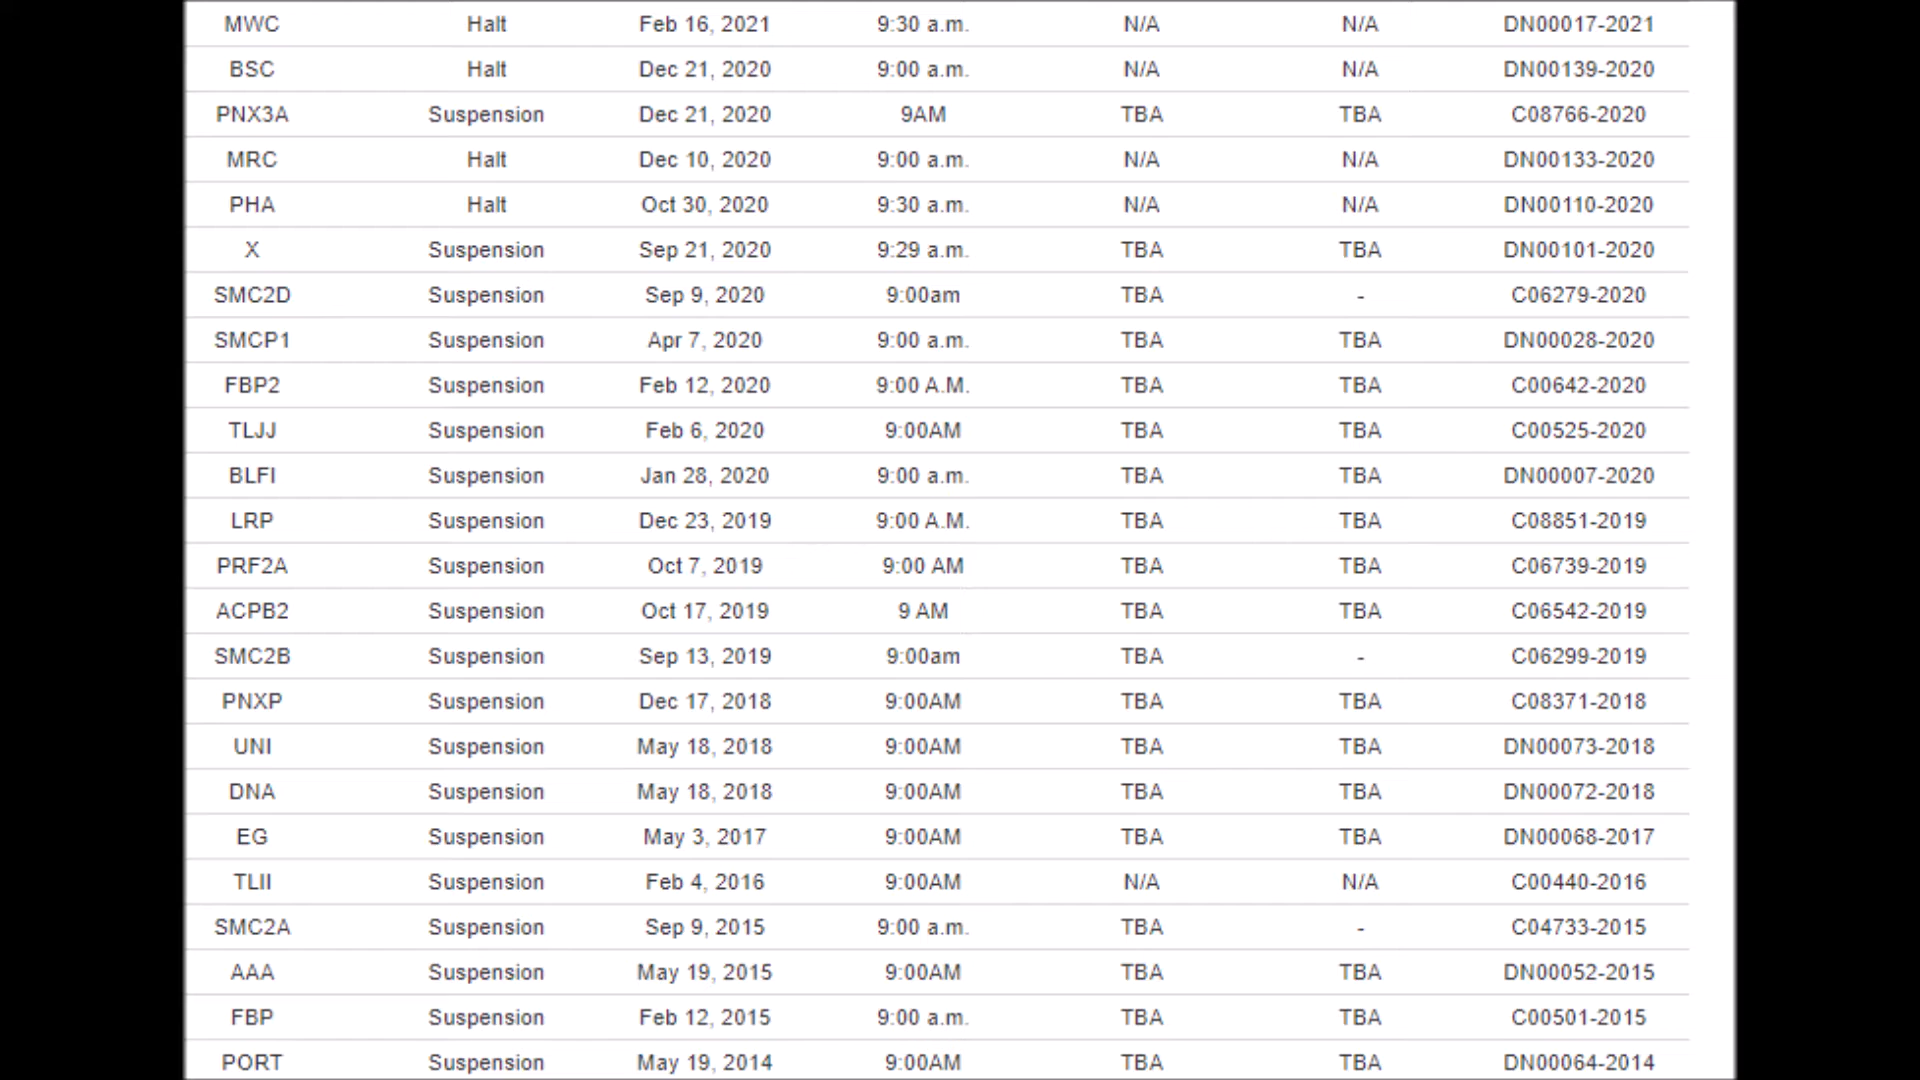 MWC Halt Feb 16, 2021 9:30 a.m. N/A N/A DN00017-2021
BSC Halt Dec 21, 2020 9:00 a.m. N/A N/A DN00139-2020
PNX3A Suspension Dec 21, 2020 9AM TBA TBA C08766-2020
MRC Halt Dec 10, 2020 9:00 a.m. N/A N/A DN00133-2020
PHA Halt Oct 30, 2020 9:30 a.m. N/A N/A DN00110-2020
X Suspension Sep 21, 2020 9:29 a.m. TBA TBA DN00101-2020
SMC2D Suspension Sep 9, 2020 9:00am TBA - C06279-2020
SMCP1 Suspension Apr 7, 2020 9:00 a.m. TBA TBA DN00028-2020
FBP2 Suspension Feb 12, 2020 9:00 A.M. TBA TBA C00642-2020
TLJJ Suspension Feb 6, 2020 9:00AM TBA TBA C00525-2020
BLFI Suspension Jan 28, 2020 9:00 a.m. TBA TBA DN00007-2020
LRP Suspension Dec 23, 2019 9:00 A.M. TBA TBA C08851-2019
PRF2A Suspension Oct 7, 2019 9:00 AM TBA TBA C06739-2019
ACPB2 Suspension Oct 17, 2019 9 AM TBA TBA C06542-2019
SMC2B Suspension Sep 13, 2019 9:00am TBA - C06299-2019
PNXP Suspension Dec 17, 2018 9:00AM TBA TBA C08371-2018
UNI Suspension May 18, 2018 9:00AM TBA TBA DN00073-2018
DNA Suspension May 18, 2018 9:00AM TBA TBA DN00072-2018
EG Suspension May 3, 2017 9:00AM TBA TBA DN00068-2017
TLII Suspension Feb 4, 2016 9:00AM N/A N/A C00440-2016
SMC2A Suspension Sep 9, 2015 9:00 a.m. TBA - C04733-2015
AAA Suspension May 19, 2015 9:00AM TBA TBA DN00052-2015
FBP Suspension Feb 12, 2015 9:00 a.m. TBA TBA C00501-2015
PORT Suspension May 19, 2014 9:00AM TBA TBA DN00064-2014